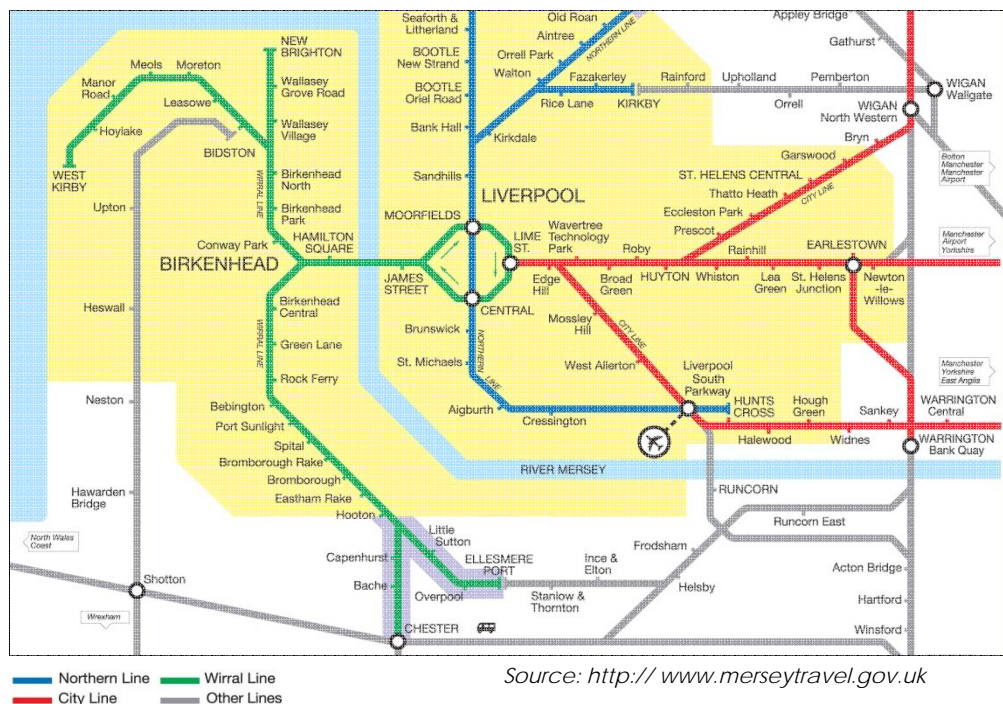 Seaforth &
Litherland
Old Roan
Aintree
Orrell Park
NORTHERN LINE
Appley Bridge
Gathurst
NEW
BRIGHTON
Meols
Moreton
Manor
Road
Leasowe
Wallasey
Grove Road
BOOTLE
New Strand
Walton
Fazakerley
Rainford
Upholland
Pemberton
WIGAN
Wallgate
BOOTLE
Oriel Road
Rice Lane
KIRKBY
Orrell
WIGAN
North Western
Hoylake
Wallasey
Village
Bank Hall
Kirkdale
Bryn
BIDSTON
Garswood
WEST
KIRBY
Birkenhead
North
Sandhills
ST. HELENS CENTRAL
Bolton
Manchester
Manchester
Airport
WIRRAL LINE
LIVERPOOL
Thatto Heath
CITY LINE
Upton
Birkenhead
Park
MOORFIELDS
Eccleston Park
Conway Park
HAMILTON
SQUARE
LIME
ST.
Wavertree
Technology
Park
Roby
Prescot
Rainhill
EARLESTOWN
Manchester
Airport
Yorkshire
BIRKENHEAD
JAMES
STREET
Edge
Hill
Broad
Green
HUYTON
Whiston
Lea
Green
St. Helens
Junction
Newton
-le-
Willows
Heswall
Birkenhead
Central
CENTRAL
Mossley
Hill
CITY LINE
Brunswick
WIRRAL LINE
Green Lane
NORTHERN
LINE
St. Michaels
West Allerton
Liverpool
South
Parkway
Manchester
Yorkshire
East Anglia
Rock Ferry
Neston
Bebington
Aigburth
Cressington
HUNTS
CROSS
Hough
Green
Sankey
WARRINGTON
Central
Port Sunlight
Halewood
Widnes
Spital
WARRINGTON
Bank Quay
Bromborough Rake
RIVER MERSEY
Bromborough
Hawarden
Bridge
Eastham Rake
RUNCORN
Hooton
Runcorn East
North Wales
Coast
Little
Sutton
Capenhurst
ELLESMERE
PORT
Ince &
Elton
Frodsham
Acton Bridge
Shotton
Bache
Overpool
Stanlow &
Thornton
Helsby
Hartford
Wrexham
CHESTER
Winsford
Northern Line
Wirral Line
City Line
Other Lines
Source: http:// www.merseytravel.gov.uk